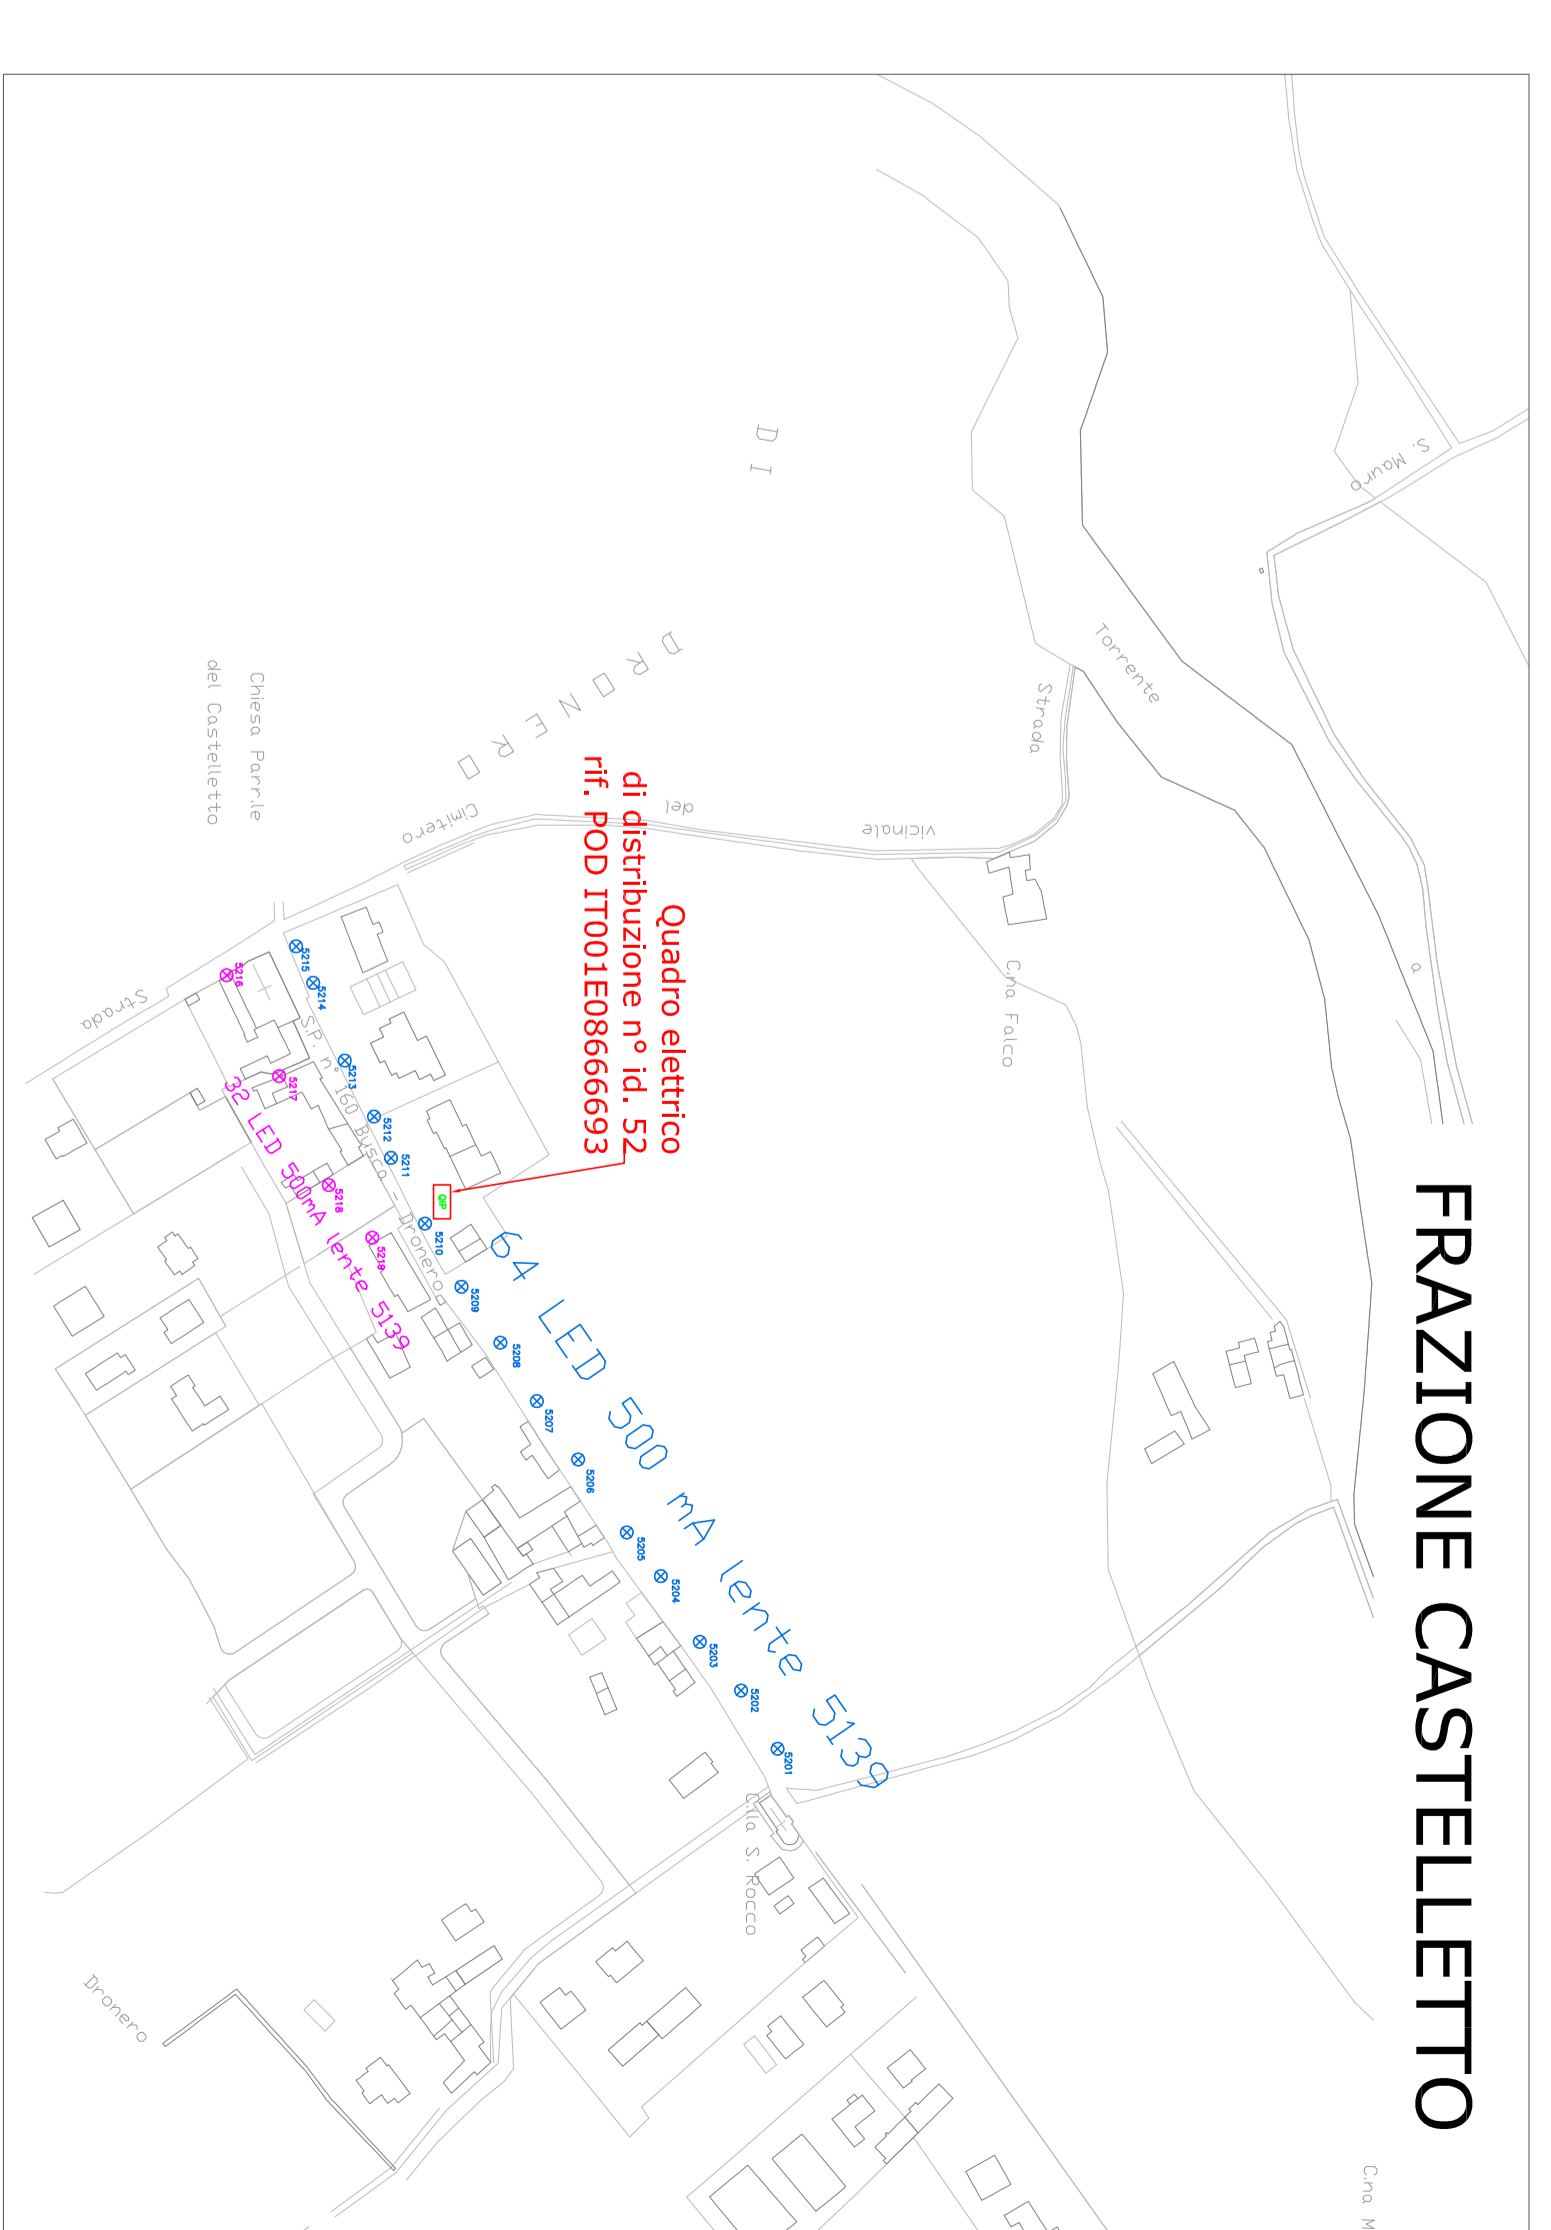 FRAZIONE CASTELLETTO
S. Mauro
a
Torrente
Strada
vicinale
del
Cimitero
C.na Falco
DI
DRONERO
Quadro elettrico
di distribuzione n° id. 52
rif. POD IT001E08666693
Chiesa Parr.le
del Castelletto
Strada
S.P. n. 160 Busca - Dronero
QIP
64 LED 500 mA lente 5139
32 LED 500mA lente 5139
5215
5214
5213
5212
5211
5210
5209
5208
5207
5206
5205
5204
5203
5202
5201
5216
5217
5218
5219
S. Rocco
Dronero
C.na M